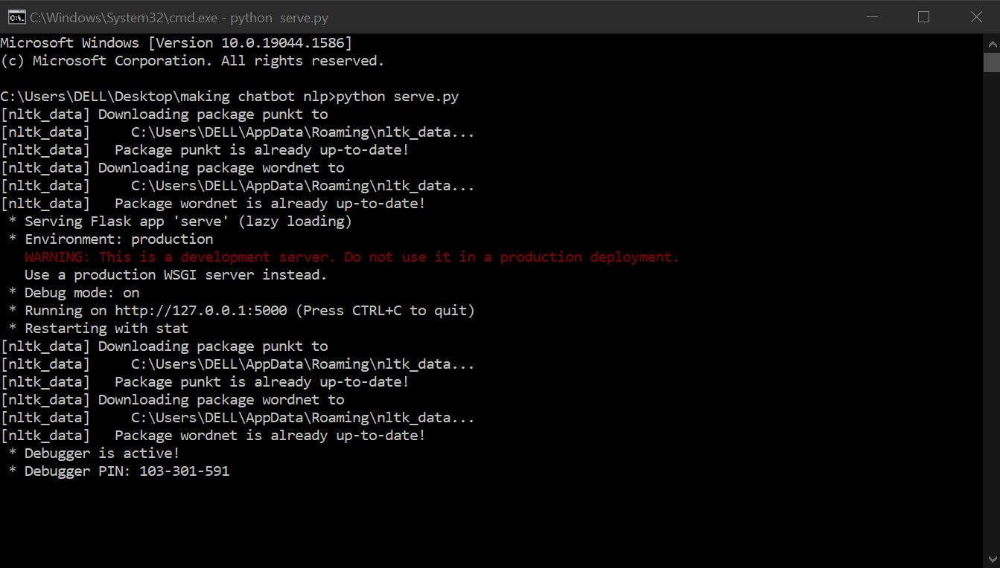 C:\Windows\System32\cmd.exe - python  serve.py
Microsoft Windows [Version 10.0.19044.1586]
(c) Microsoft Corporation. All rights reserved.
C:\Users\DELL\Desktop\making chatbot nlp>python serve.py
[nltk_data] Downloading package punkt to
[nltk_data]     C:\Users\DELL\AppData\Roaming\nltk_data...
[nltk_data]   Package punkt is already up-to-date!
[nltk_data] Downloading package wordnet to
[nltk_data]     C:\Users\DELL\AppData\Roaming\nltk_data...
[nltk_data]   Package wordnet is already up-to-date!
 * Serving Flask app 'serve' (lazy loading)
 * Environment: production
   WARNING: This is a development server. Do not use it in a production deployment.
   Use a production WSGI server instead.
 * Debug mode: on
 * Running on http://127.0.0.1:5000 (Press CTRL+C to quit)
 * Restarting with stat
[nltk_data] Downloading package punkt to
[nltk_data]     C:\Users\DELL\AppData\Roaming\nltk_data...
[nltk_data]   Package punkt is already up-to-date!
[nltk_data] Downloading package wordnet to
[nltk_data]     C:\Users\DELL\AppData\Roaming\nltk_data...
[nltk_data]   Package wordnet is already up-to-date!
 * Debugger is active!
 * Debugger PIN: 103-301-591